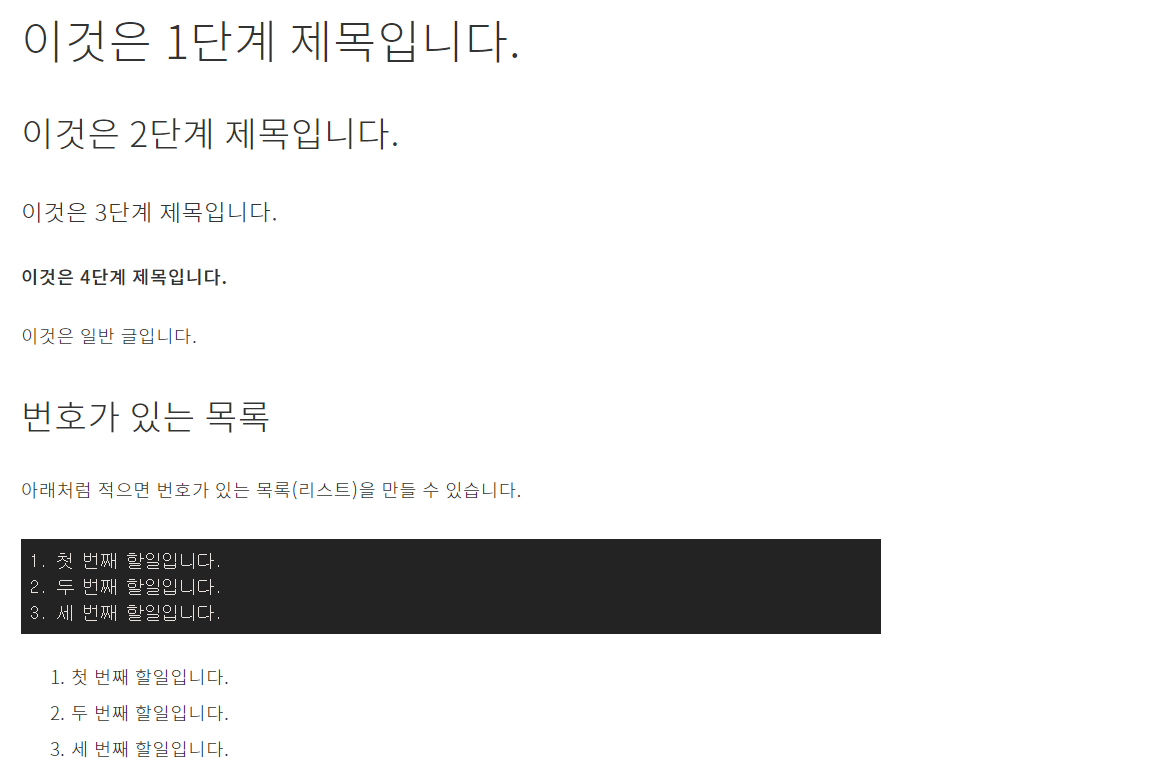 이것은 1단계 제목입니다.
이것은 2단계 제목입니다.
이것은 3단계 제목입니다.
이것은 4단계 제목입니다.
이것은 일반 글입니다.
번호가 있는 목록
아래처럼 적으면 번호가 있는 목록(리스트)을 만들 수 있습니다.
1. 첫 번째 할일입니다.
2. 두 번째 할일입니다.
3. 세 번째 할일입니다.
1. 첫 번째 할일입니다.
2. 두 번째 할일입니다.
3. 세 번째 할일입니다.